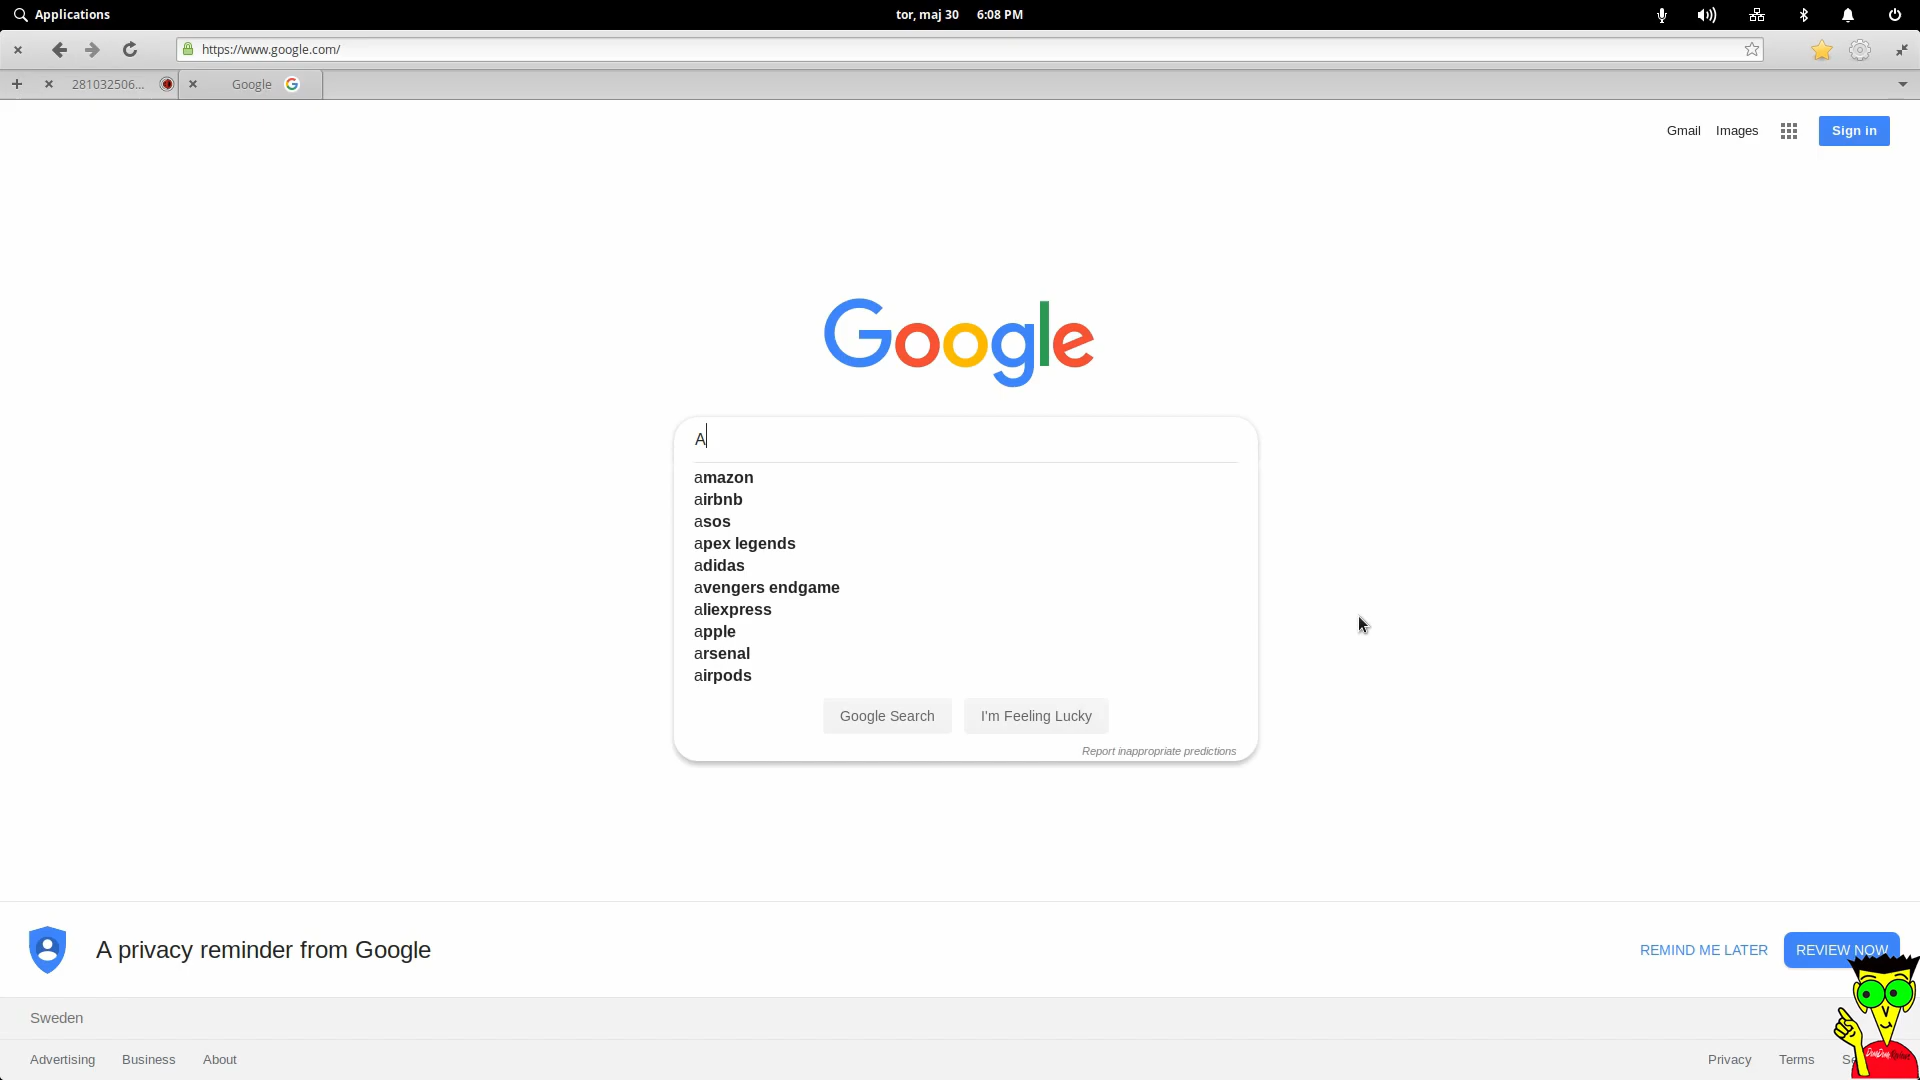 Applications
tor, maj 30 6:08 PM
https://www.google.com/
281032506...
Google
Gmail Images Sign in
Google
A
amazon
airbnb
asos
apex legends
adidas
avengers endgame
aliexpress
apple
arsenal
airpods
Google Search I'm Feeling Lucky
Report inappropriate predictions
A privacy reminder from Google
REMIND ME LATER REVIEW NOW
Sweden
Advertising Business About
Privacy Terms